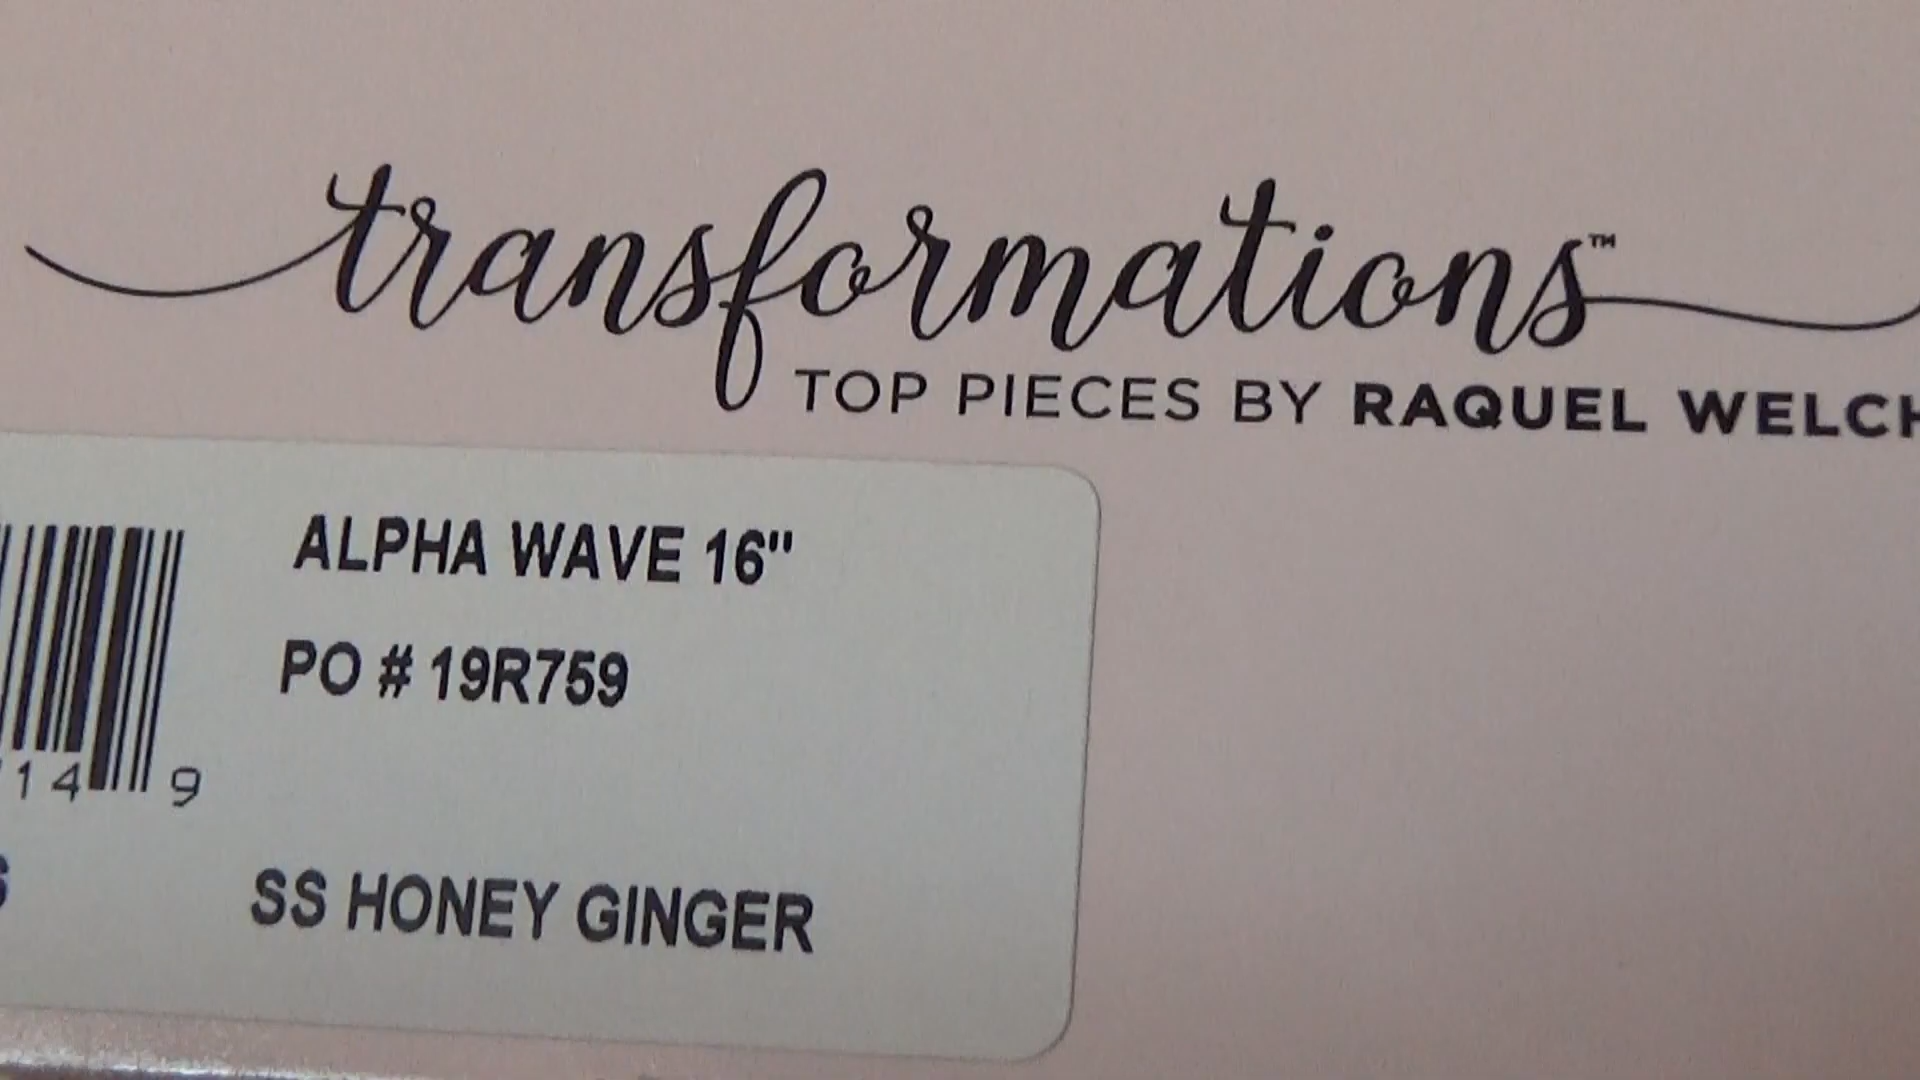 transformations™
TOP PIECES BY RAQUEL WELCH
ALPHA WAVE 16"
PO # 19R759
14 9
SS HONEY GINGER